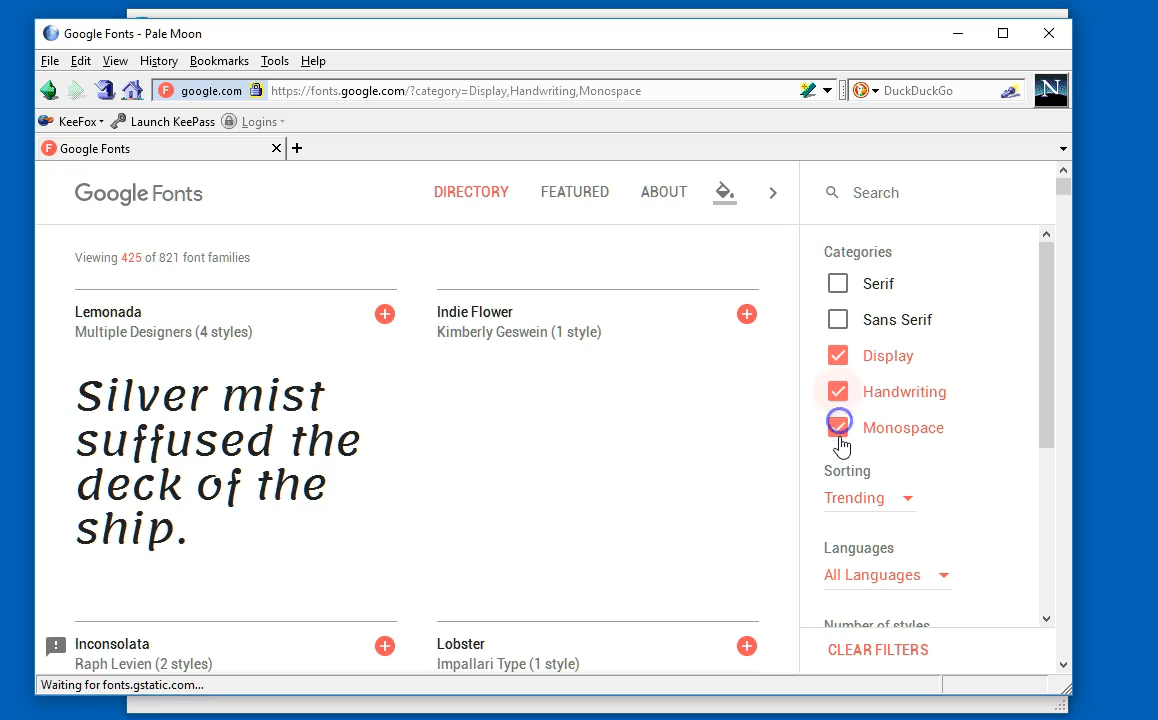 Google Fonts - Pale Moon
File Edit View History Bookmarks Tools Help
F google.com https://fonts.google.com/?category=Display,Handwriting,Monospace DuckDuckGo N
KeeFox Launch KeePass Logins
F Google Fonts
Google Fonts DIRECTORY FEATURED ABOUT Search
Viewing 425 of 821 font families
Categories
Serif
Sans Serif
Display
Handwriting
Monospace
Sorting
Trending
Languages
All Languages
Number of styles
CLEAR FILTERS
Lemonada
Multiple Designers (4 styles)
Silver mist
suffused the
deck of the
ship.
Indie Flower
Kimberly Geswein (1 style)
Inconsolata
Raph Levien (2 styles)
Lobster
Impallari Type (1 style)
Waiting for fonts.gstatic.com...